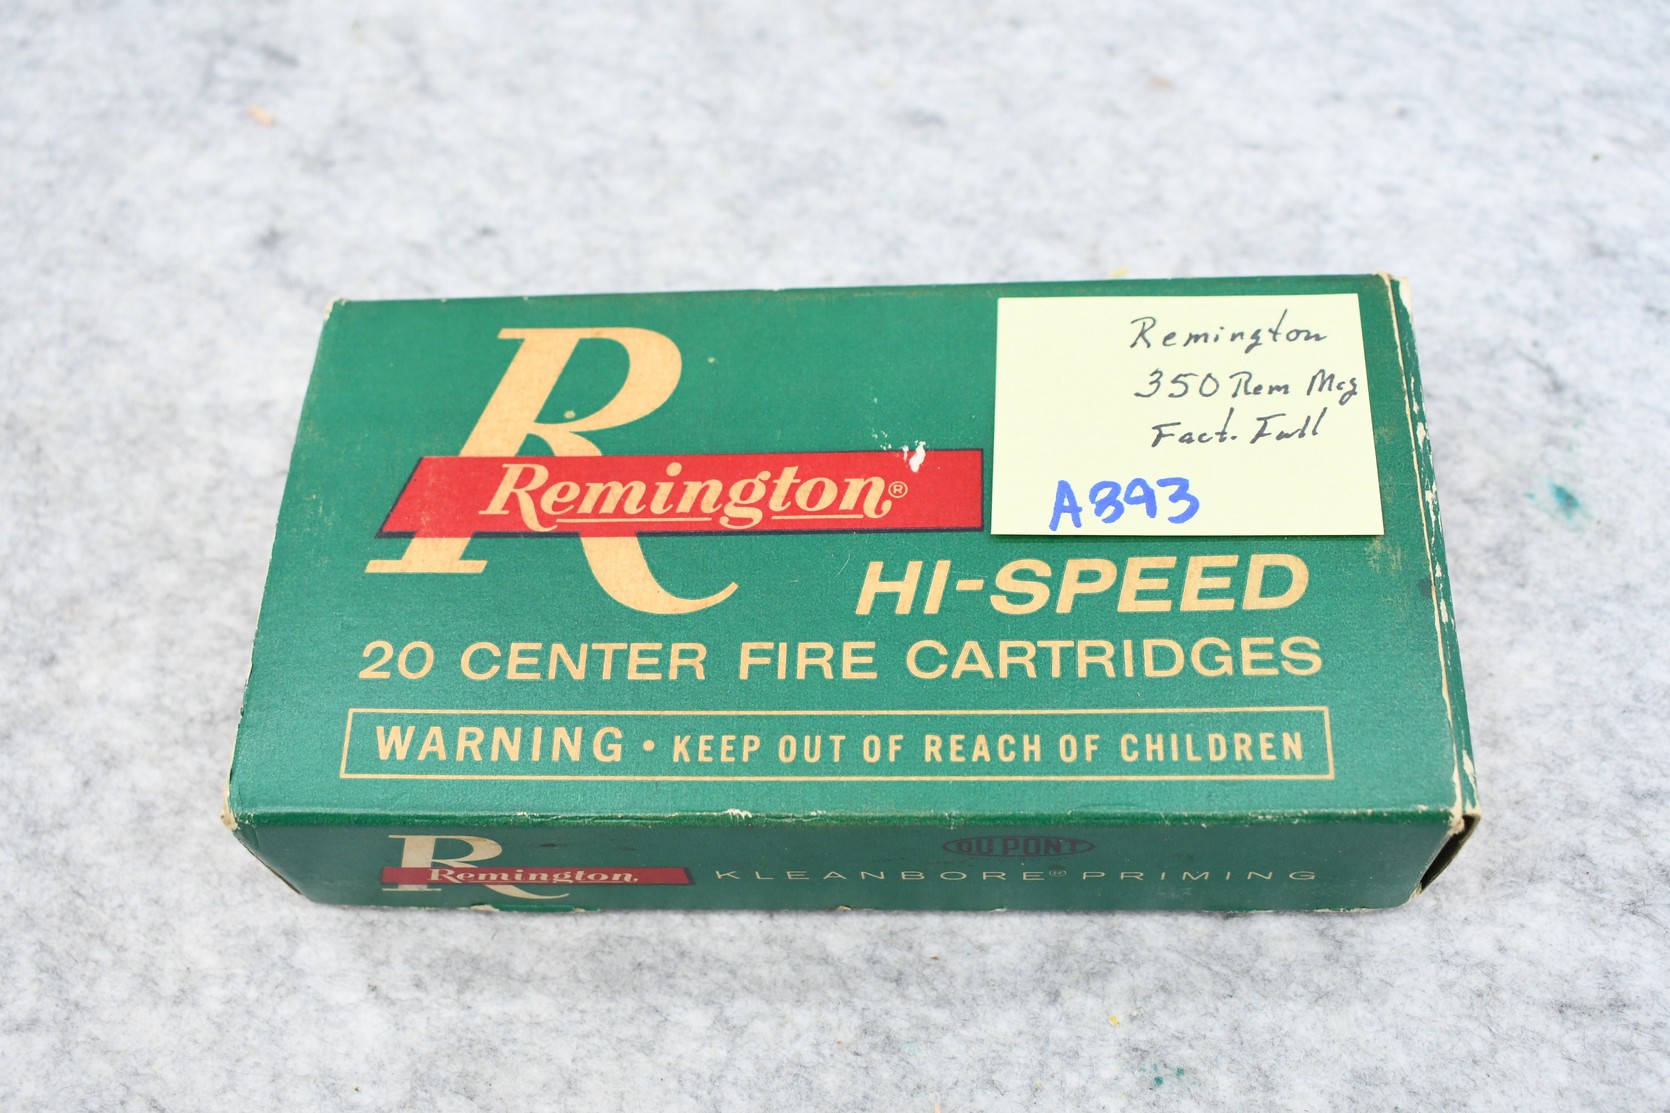 R
Remington®
Remington
350 Rem Mag
Fact. Full
A893
HI-SPEED
20 CENTER FIRE CARTRIDGES
WARNING • KEEP OUT OF REACH OF CHILDREN
R
Remington
DU PONT
KLEANBORE® PRIMING